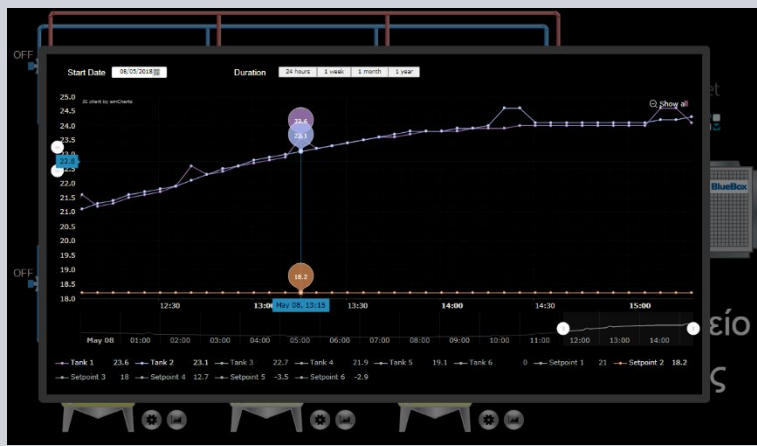 OFF
Start Date 08/05/2018 Duration 24 hours 1 week 1 month 1 year
25.0
JS chart by amCharts
Show all
24.5
24.0
23.5
23.6
23.1
22.8
22.5
22.0
BlueBox
21.5
21.0
20.5
20.0
19.5
OFF
19.0
18.5
18.2
18.0
12:30 13:00 May 08, 13:15 13:30 14:00 14:30 15:00
είο
May 08 01:00 02:00 03:00 04:00 05:00 06:00 07:00 08:00 09:00 10:00 11:00 12:00 13:00 14:00
Tank 1 23.6 Tank 2 23.1 Tank 3 22.7 Tank 4 21.9 Tank 5 19.1 Tank 6 0 Setpoint 1 21 Setpoint 2 18.2
Setpoint 3 18 Setpoint 4 12.7 Setpoint 5 -3.5 Setpoint 6 -2.9
ς